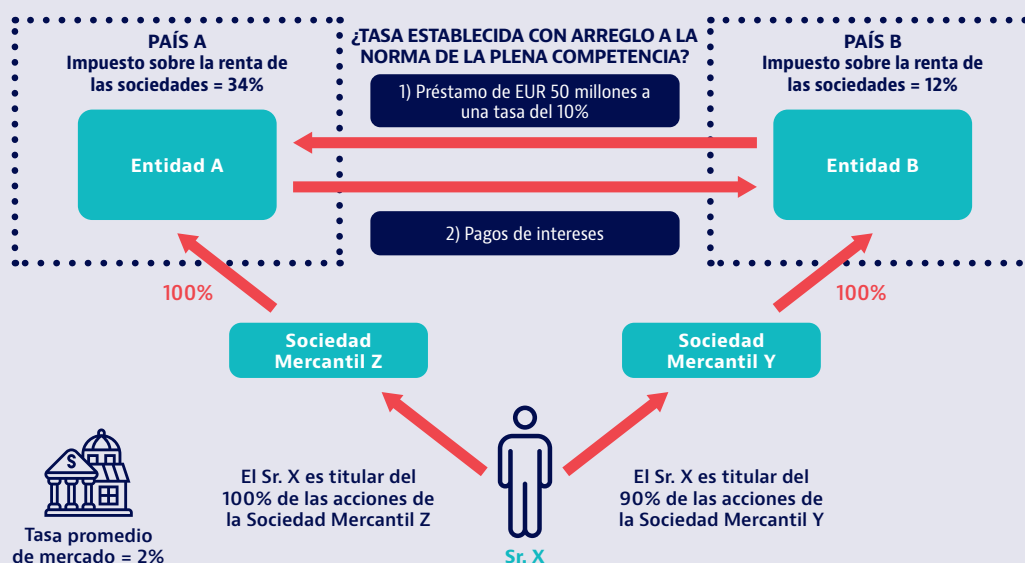 PAÍS A
Impuesto sobre la renta de
las sociedades = 34%
Entidad A
¿TASA ESTABLECIDA CON ARREGLO A LA
NORMA DE LA PLENA COMPETENCIA?
1) Préstamo de EUR 50 millones a
una tasa del 10%
2) Pagos de intereses
PAÍS B
Impuesto sobre la renta de
las sociedades = 12%
Entidad B
100%
100%
Sociedad
Mercantil Z
Sociedad
Mercantil Y
$
Tasa promedio
de mercado = 2%
El Sr. X es titular del
100% de las acciones de
la Sociedad Mercantil Z
Sr. X
El Sr. X es titular del
90% de las acciones de
la Sociedad Mercantil Y